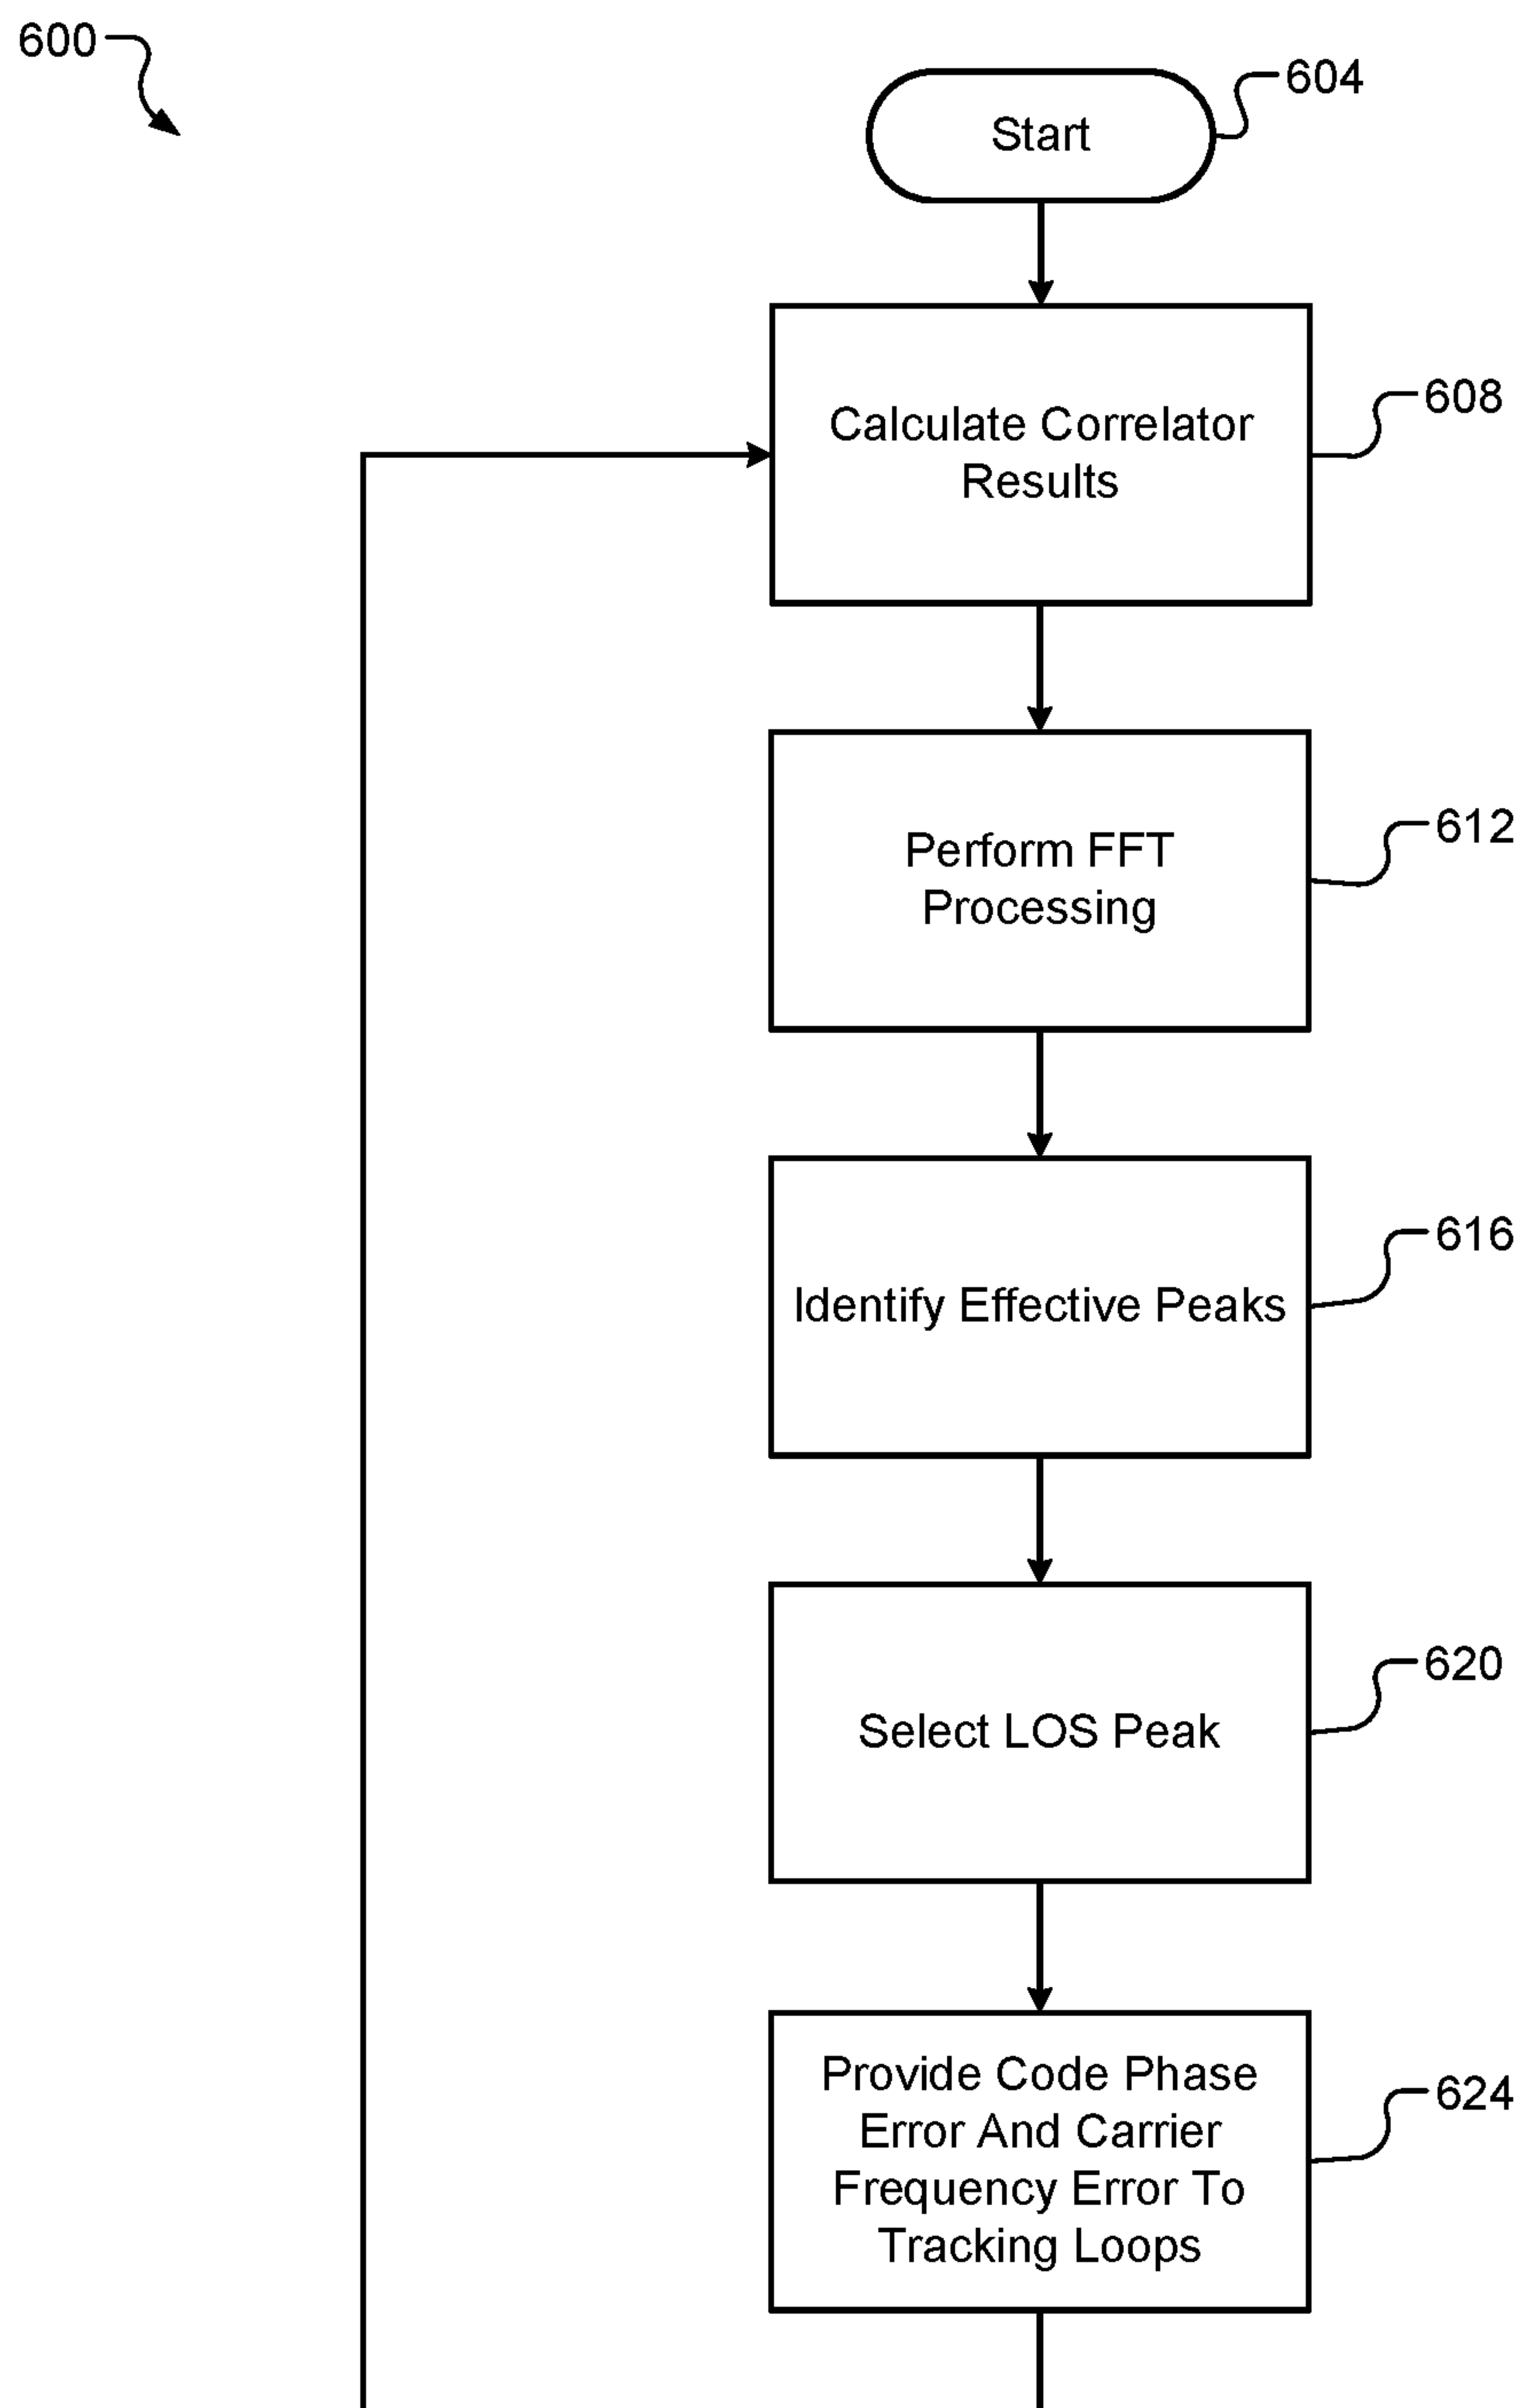 600
604
Start
608
Calculate Correlator
Results
612
Perform FFT
Processing
616
Identify Effective Peaks
620
Select LOS Peak
624
Provide Code Phase
Error And Carrier
Frequency Error To
Tracking Loops